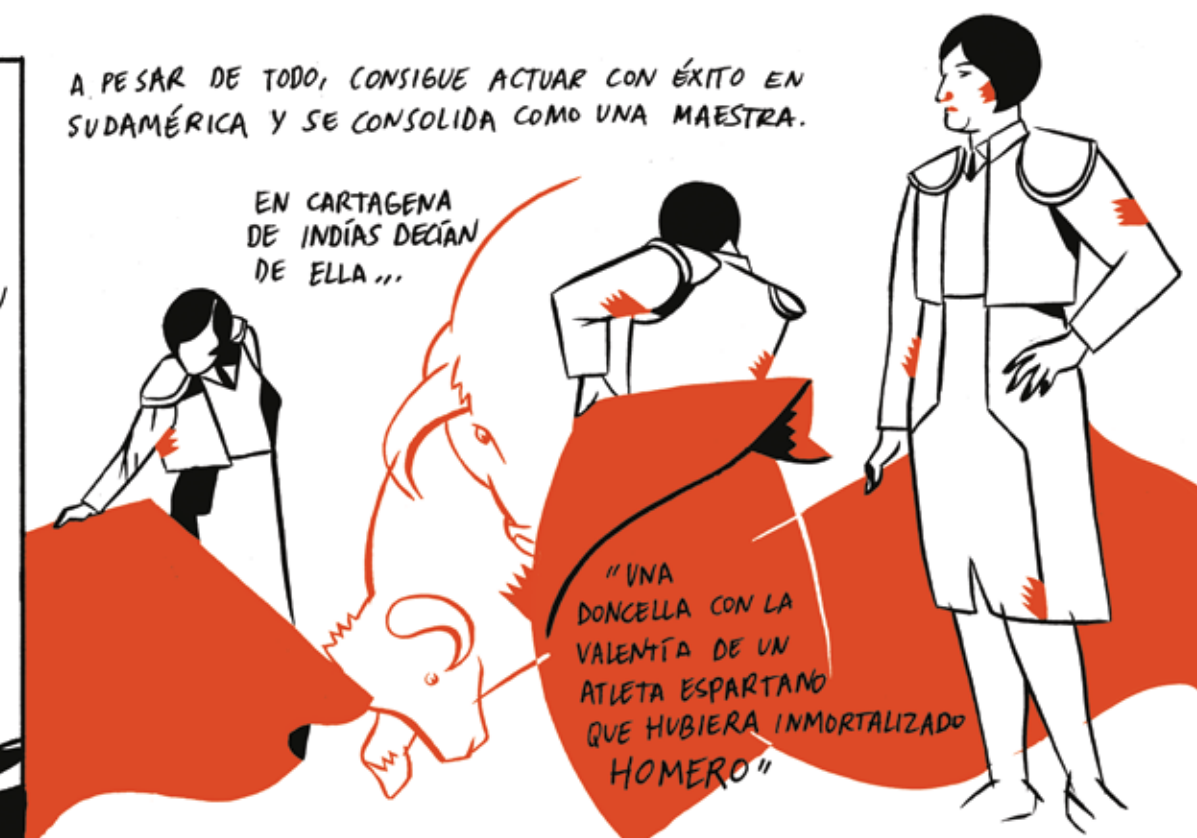 A PESAR DE TODO, CONSIGUE ACTUAR CON ÉXITO EN
SUDAMÉRICA Y SE CONSOLIDA COMO UNA MAESTRA.
EN CARTAGENA
DE INDÍAS DECÍAN
DE ELLA...
"UNA
DONCELLA CON LA
VALENTÍA DE UN
ATLETA ESPARTANO
QUE HUBIERA INMORTALIZADO
HOMERO"